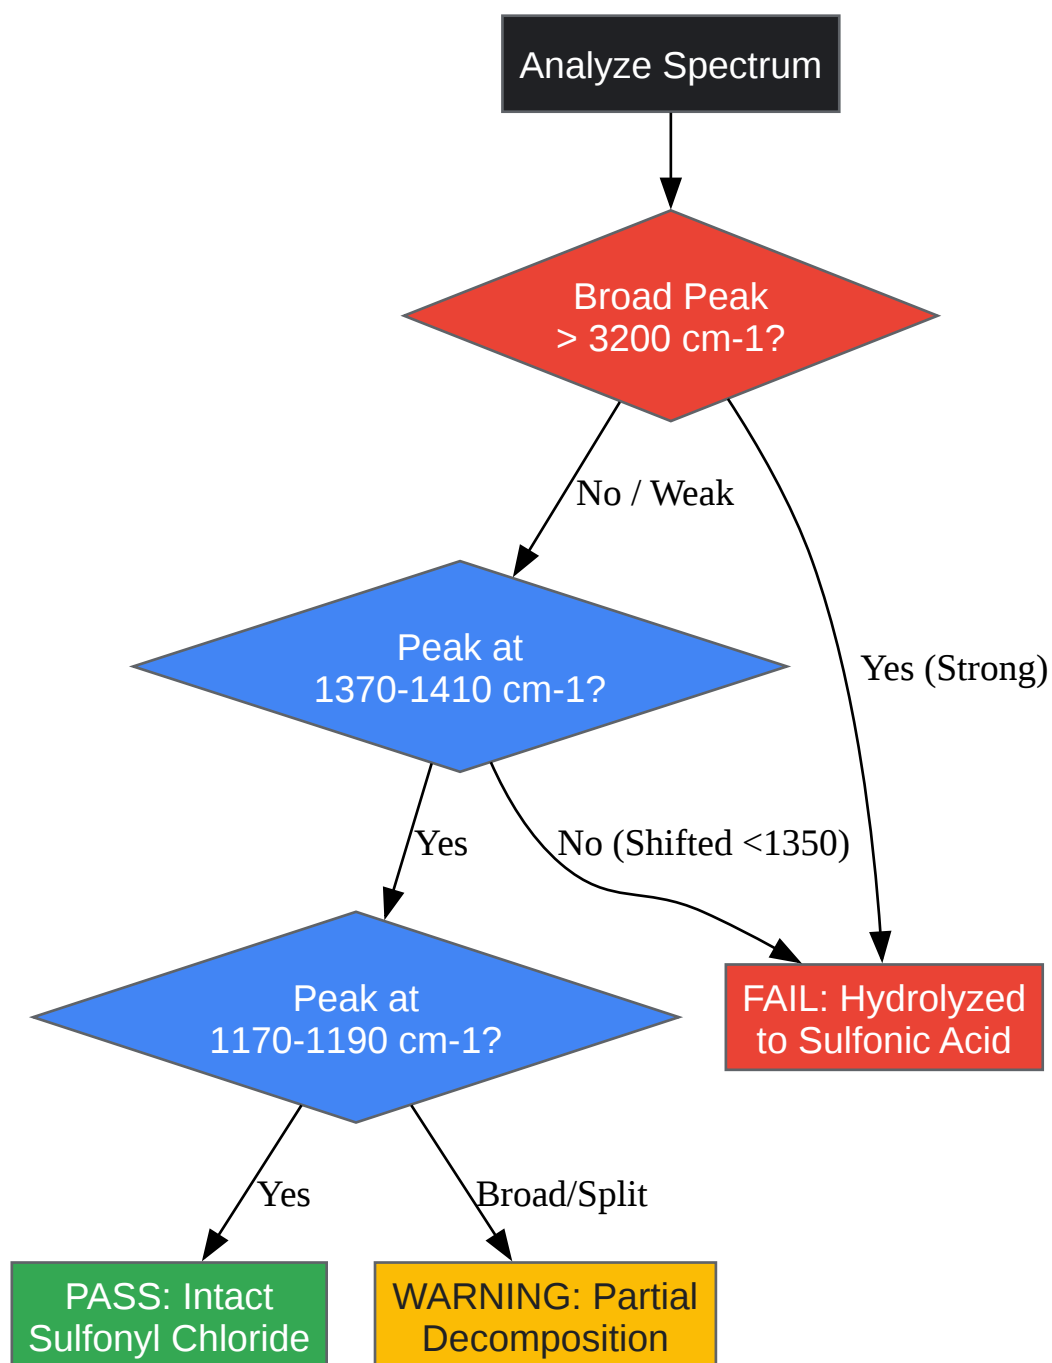 Analyze Spectrum
Broad Peak
> 3200 cm-1?
No / Weak
Peak at
1370-1410 cm-1?
Yes (Strong)
Yes
No (Shifted <1350)
Peak at
1170-1190 cm-1?
FAIL: Hydrolyzed
to Sulfonic Acid
Yes
Broad/Split
PASS: Intact
Sulfonyl Chloride
WARNING: Partial
Decomposition